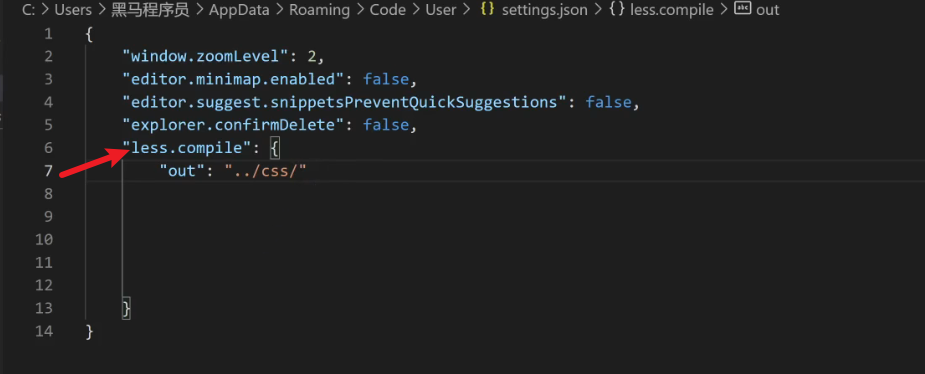 C: > Users > 黑马程序员 > AppData > Roaming > Code > User > {} settings.json > {} less.compile > abc out
1 {
2 "window.zoomLevel": 2,
3 "editor.minimap.enabled": false,
4 "editor.suggest.snippetsPreventQuickSuggestions": false,
5 "explorer.confirmDelete": false,
6 "less.compile": {
7 "out": "../css/"
8
9
10
11
12
13 }
14 }